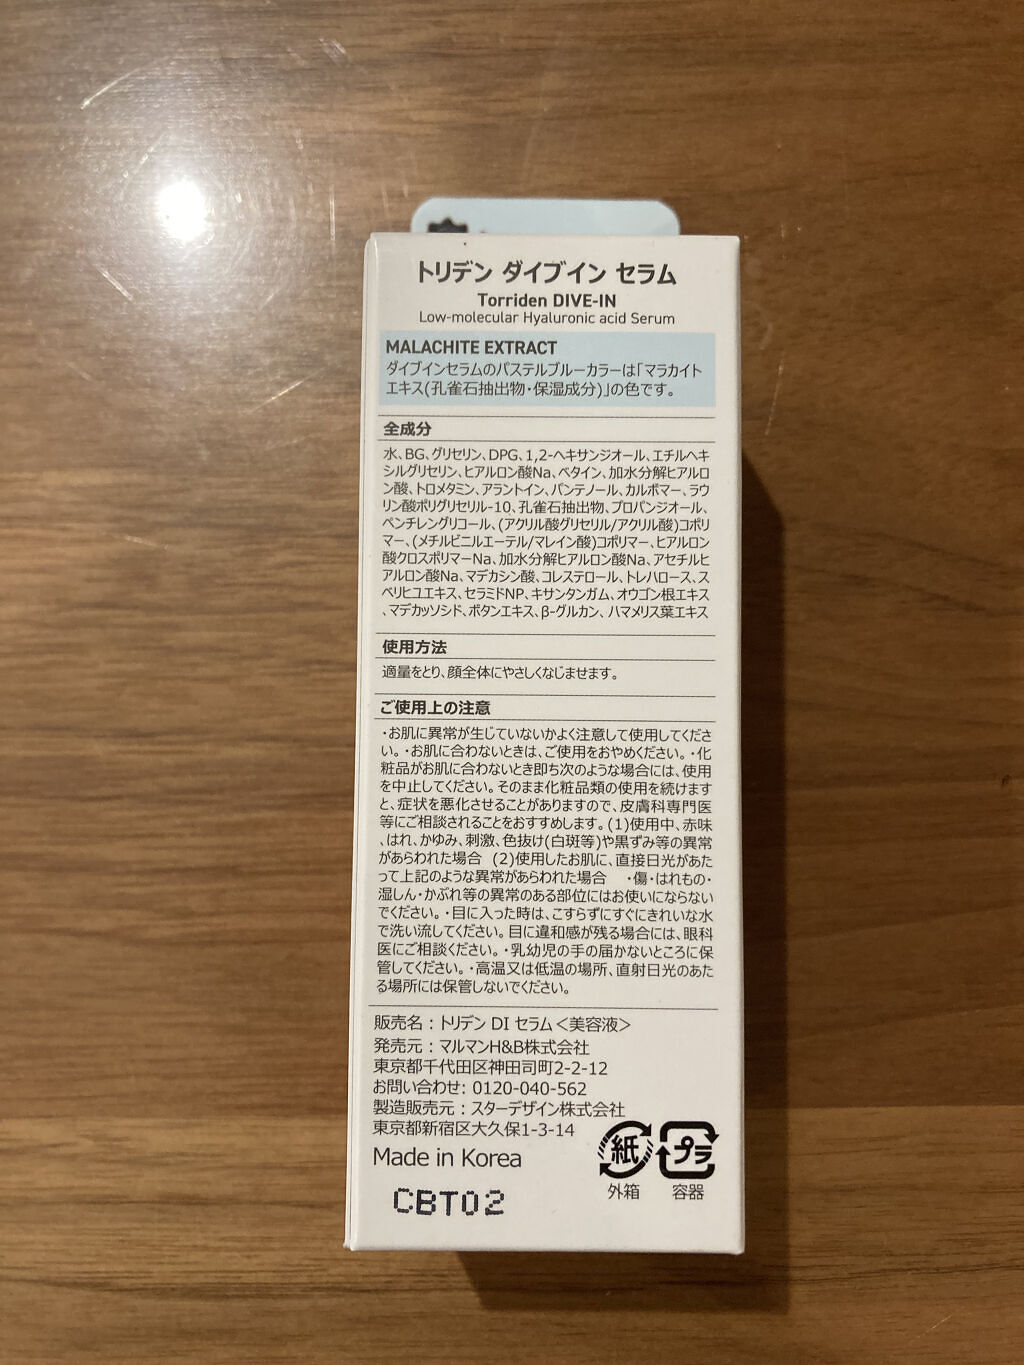 トリデン ダイブイン セラム
Torriden DIVE-IN
Low-molecular Hyaluronic acid Serum
MALACHITE EXTRACT
ダイブインセラムのパステルブルーカラーは「マラカイト
エキス(孔雀石抽出物・保湿成分)」の色です。
全成分
水、BG、グリセリン、DPG、1,2-ヘキサンジオール、エチルヘキ
シルグリセリン、ヒアルロン酸Na、ベタイン、加水分解ヒアルロ
ン酸、トロメタミン、アラントイン、パンテノール、カルボマー、ラウ
リン酸ポリグリセリル-10、孔雀石抽出物、プロパンジオール、
ペンチレングリコール、(アクリル酸グリセリル/アクリル酸)コポリ
マー、(メチルビニルエーテル/マレイン酸)コポリマー、ヒアルロン
酸クロスポリマーNa、加水分解ヒアルロン酸Na、アセチルヒ
アルロン酸Na、マデカシン酸、コレステロール、トレハロース、ス
ベリヒユエキス、セラミドNP、キサンタンガム、オウゴン根エキス
、マデカッソシド、ボタンエキス、β-グルカン、ハマメリス葉エキス
使用方法
適量をとり、顔全体にやさしくなじませます。
ご使用上の注意
・お肌に異常が生じていないかよく注意して使用してくださ
い。・お肌に合わないときは、ご使用をおやめください。・化
粧品がお肌に合わないとき即ち次のような場合には、使用
を中止してください。そのまま化粧品類の使用を続けます
と、症状を悪化させることがありますので、皮膚科専門医
等にご相談されることをおすすめします。(1)使用中、赤味
、はれ、かゆみ、刺激、色抜け(白斑等)や黒ずみ等の異常
があらわれた場合 (2)使用したお肌に、直接日光があた
って上記のような異常があらわれた場合 ・傷・はれもの・
湿しん・かぶれ等の異常のある部位にはお使いにならない
でください。・目に入った時は、こすらずにすぐにきれいな水
で洗い流してください。目に違和感が残る場合には、眼科
医にご相談ください。・乳幼児の手の届かないところに保
管してください。・高温又は低温の場所、直射日光のあた
る場所には保管しないでください。
販売名：トリデン DI セラム＜美容液＞
発売元：マルマンH&B株式会社
東京都千代田区神田司町2-2-12
お問い合わせ: 0120-040-562
製造販売元：スターデザイン株式会社
東京都新宿区大久保1-3-14
Made in Korea
紙 プラ
外箱 容器
CBT02